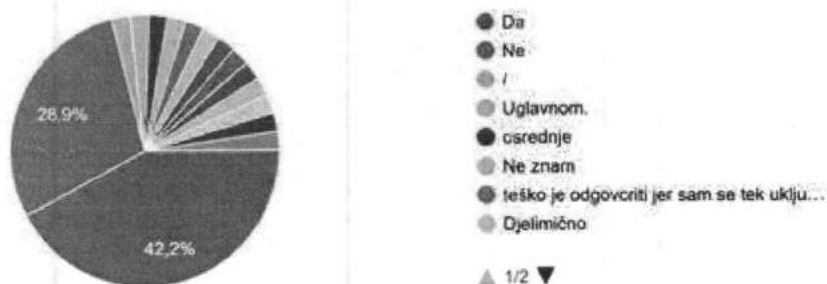 28,9%
42,2%
Da
Ne
/
Uglavnom.
osrednje
Ne znam
teško je odgovoriti jer sam se tek uklju...
Djelimično
1/2